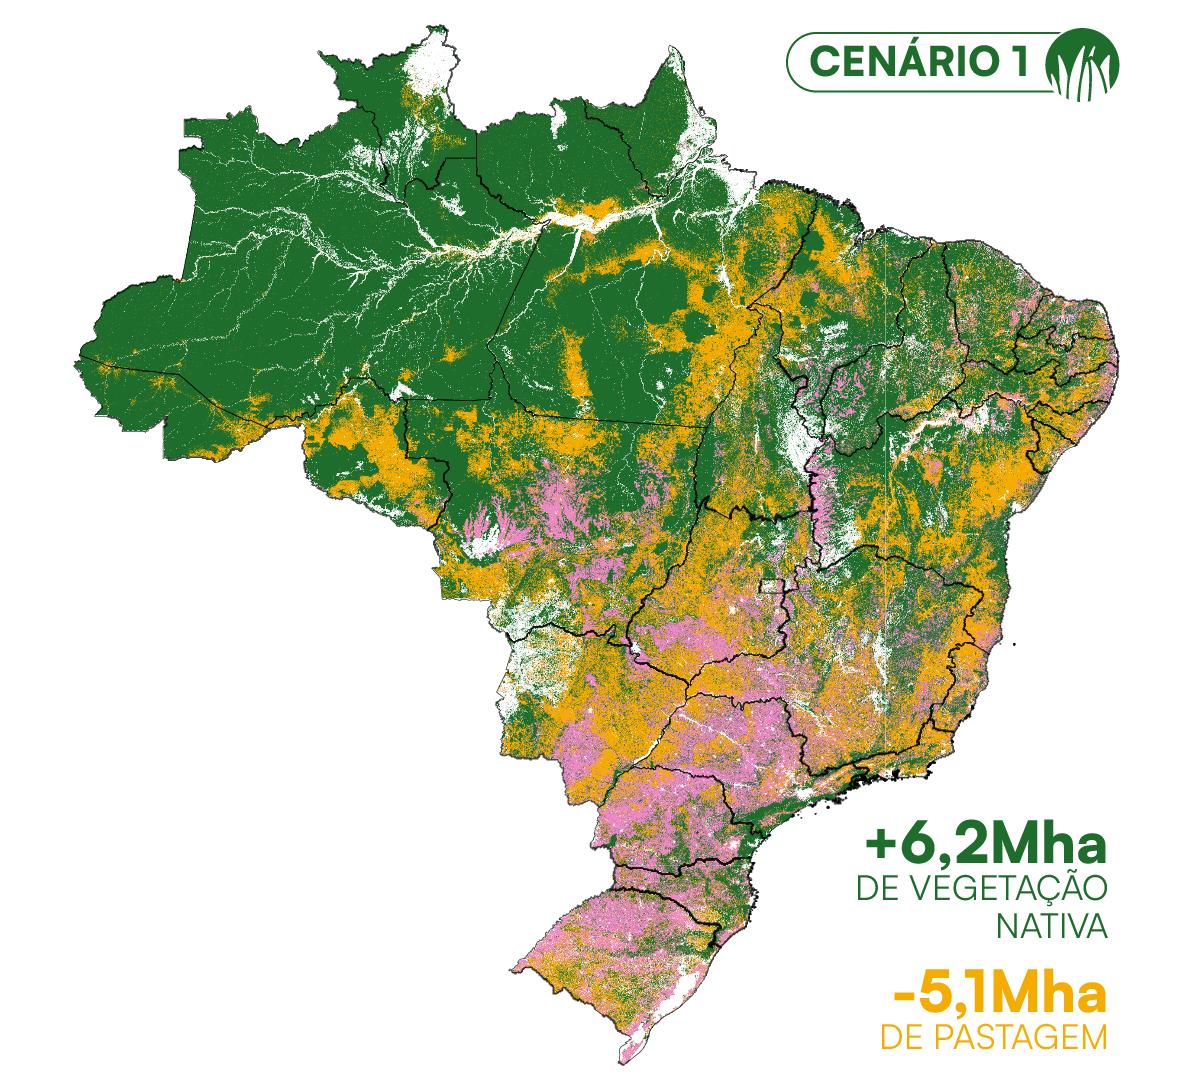 CENÁRIO 1
+6,2Mha
DE VEGETAÇÃO
NATIVA
-5,1Mha
DE PASTAGEM